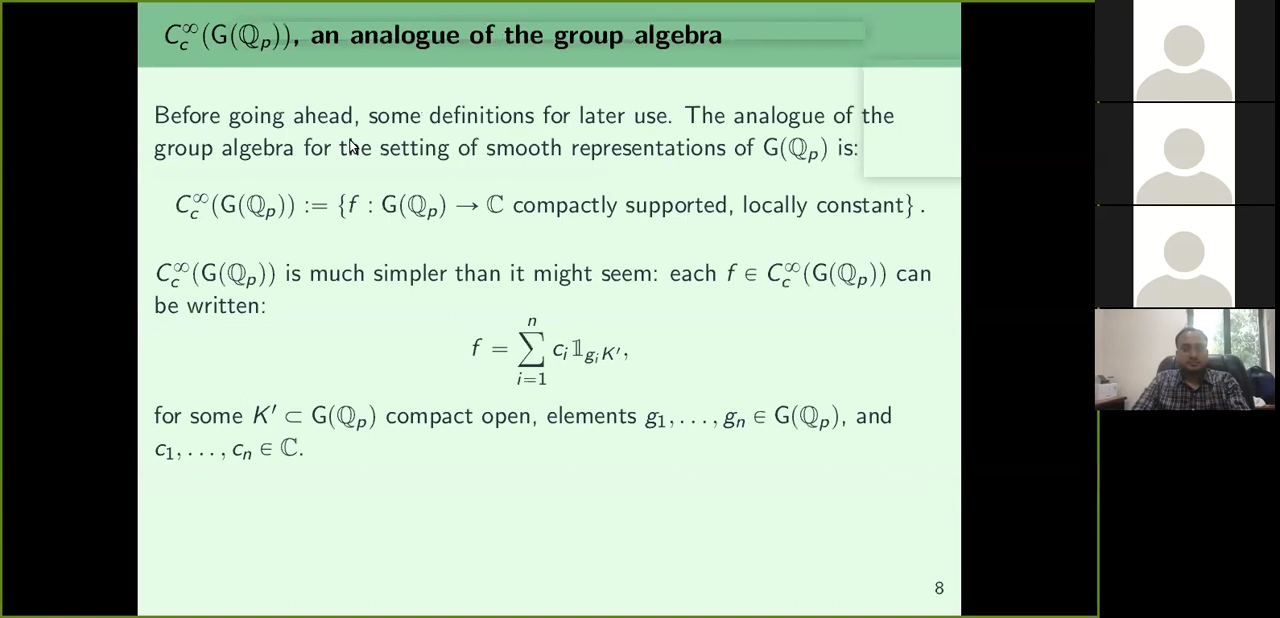 C_c^∞(G(ℚ_p)), an analogue of the group algebra
Before going ahead, some definitions for later use. The analogue of the
group algebra for the setting of smooth representations of G(ℚ_p) is:
C_c^∞(G(ℚ_p)) := {f : G(ℚ_p) → ℂ compactly supported, locally constant} .
C_c^∞(G(ℚ_p)) is much simpler than it might seem: each f ∈ C_c^∞(G(ℚ_p)) can
be written:
f = ∑_{i=1}^{n} c_i 𝟙_{g_i K′},
for some K′ ⊂ G(ℚ_p) compact open, elements g_1, . . . , g_n ∈ G(ℚ_p), and
c_1, . . . , c_n ∈ ℂ.
8